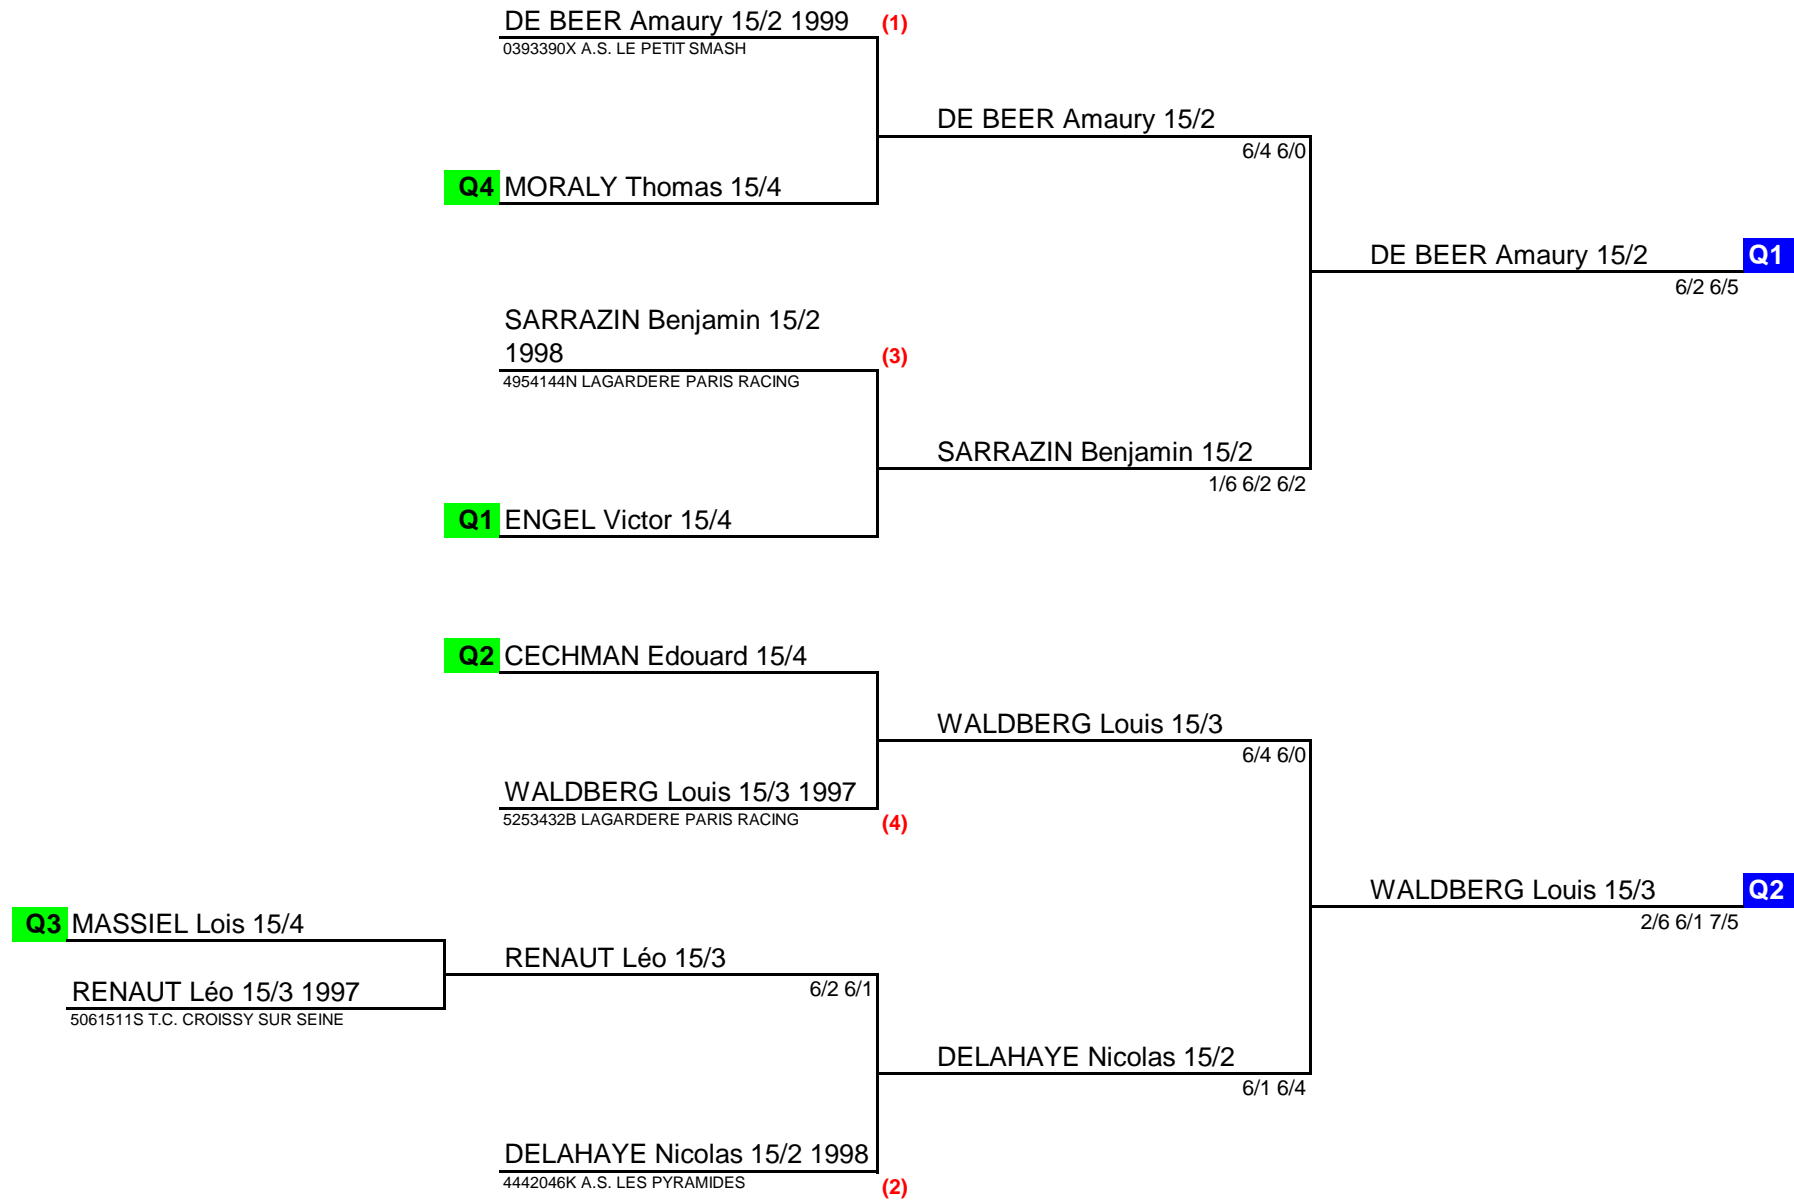 DE BEER Amaury 15/2 1999 (1)
0393390X A.S. LE PETIT SMASH
DE BEER Amaury 15/2
6/4 6/0
Q4 MORALY Thomas 15/4
DE BEER Amaury 15/2 Q1
6/2 6/5
SARRAZIN Benjamin 15/2
1998 (3)
4954144N LAGARDERE PARIS RACING
SARRAZIN Benjamin 15/2
1/6 6/2 6/2
Q1 ENGEL Victor 15/4
Q2 CECHMAN Edouard 15/4
WALDBERG Louis 15/3
6/4 6/0
WALDBERG Louis 15/3 1997
5253432B LAGARDERE PARIS RACING (4)
WALDBERG Louis 15/3 Q2
2/6 6/1 7/5
Q3 MASSIEL Lois 15/4
RENAUT Léo 15/3
6/2 6/1
RENAUT Léo 15/3 1997
5061511S T.C. CROISSY SUR SEINE
DELAHAYE Nicolas 15/2
6/1 6/4
DELAHAYE Nicolas 15/2 1998
4442046K A.S. LES PYRAMIDES (2)